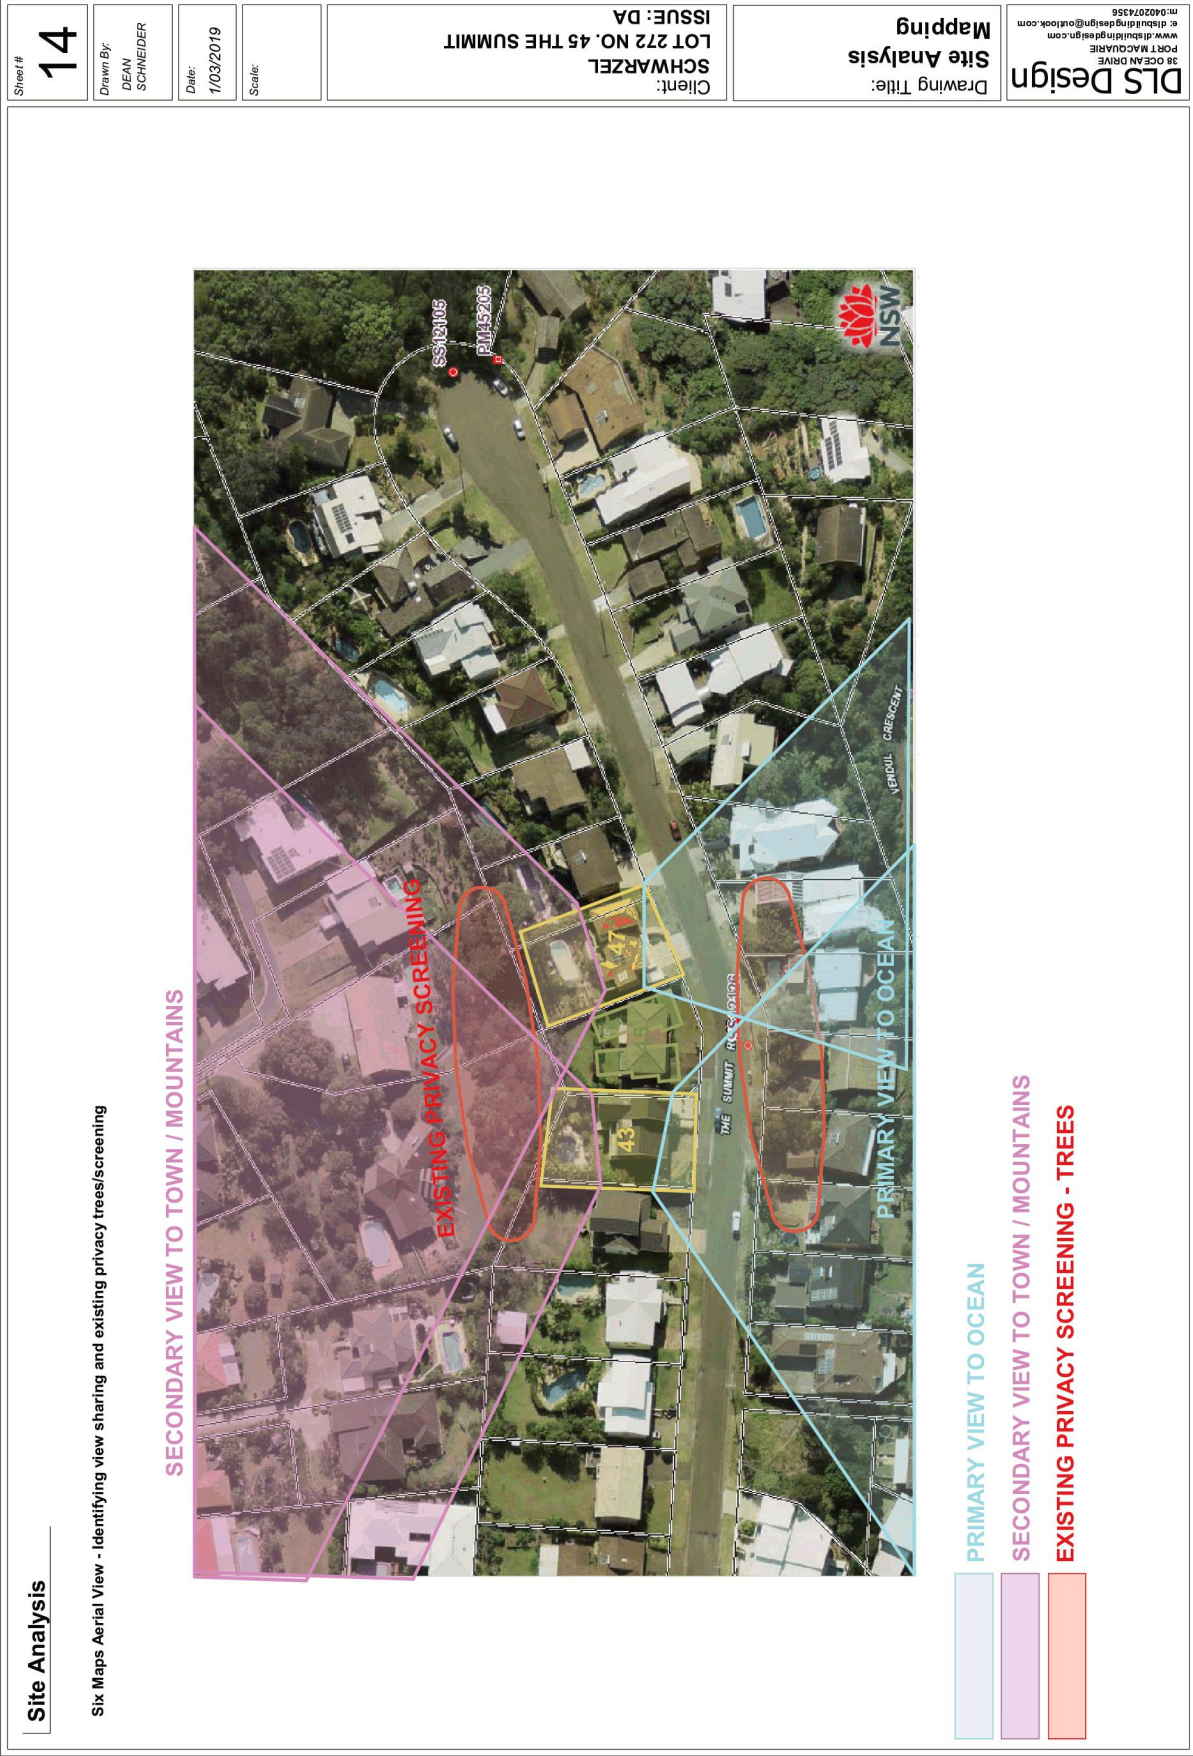 Site Analysis
Six Maps Aerial View - Identifying view sharing and existing privacy trees/screening
SECONDARY VIEW TO TOWN / MOUNTAINS
EXISTING PRIVACY SCREENING
SS121105
PM45205
43
47
THE SUMMIT ROAD
PRIMARY VIEW TO OCEAN
VENDUL CRESCENT
NSW
PRIMARY VIEW TO OCEAN
SECONDARY VIEW TO TOWN / MOUNTAINS
EXISTING PRIVACY SCREENING - TREES
Sheet #
14
Drawn By:
DEAN
SCHNEIDER
Date:
1/03/2019
Scale:
Client:
SCHWARZEL
LOT 272 NO. 45 THE SUMMIT
ISSUE: DA
Drawing Title:
Site Analysis
Mapping
DLS Design
38 OCEAN DRIVE
PORT MACQUARIE
www.dlsbuildingdesign.com
e: dlsbuildingdesign@outlook.com
m:0402074356